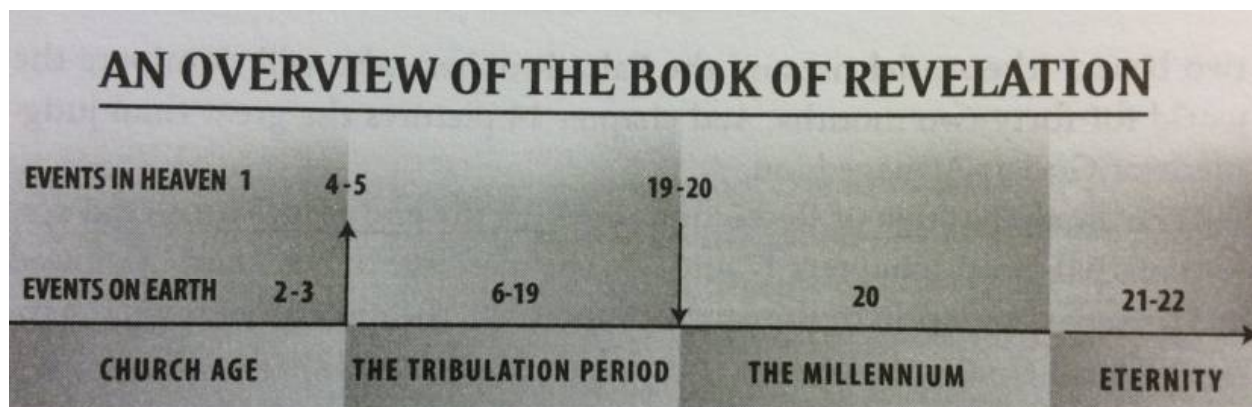 AN OVERVIEW OF THE BOOK OF REVELATION
EVENTS IN HEAVEN 1 4-5 19-20
EVENTS ON EARTH 2-3 6-19 20 21-22
CHURCH AGE THE TRIBULATION PERIOD THE MILLENNIUM ETERNITY